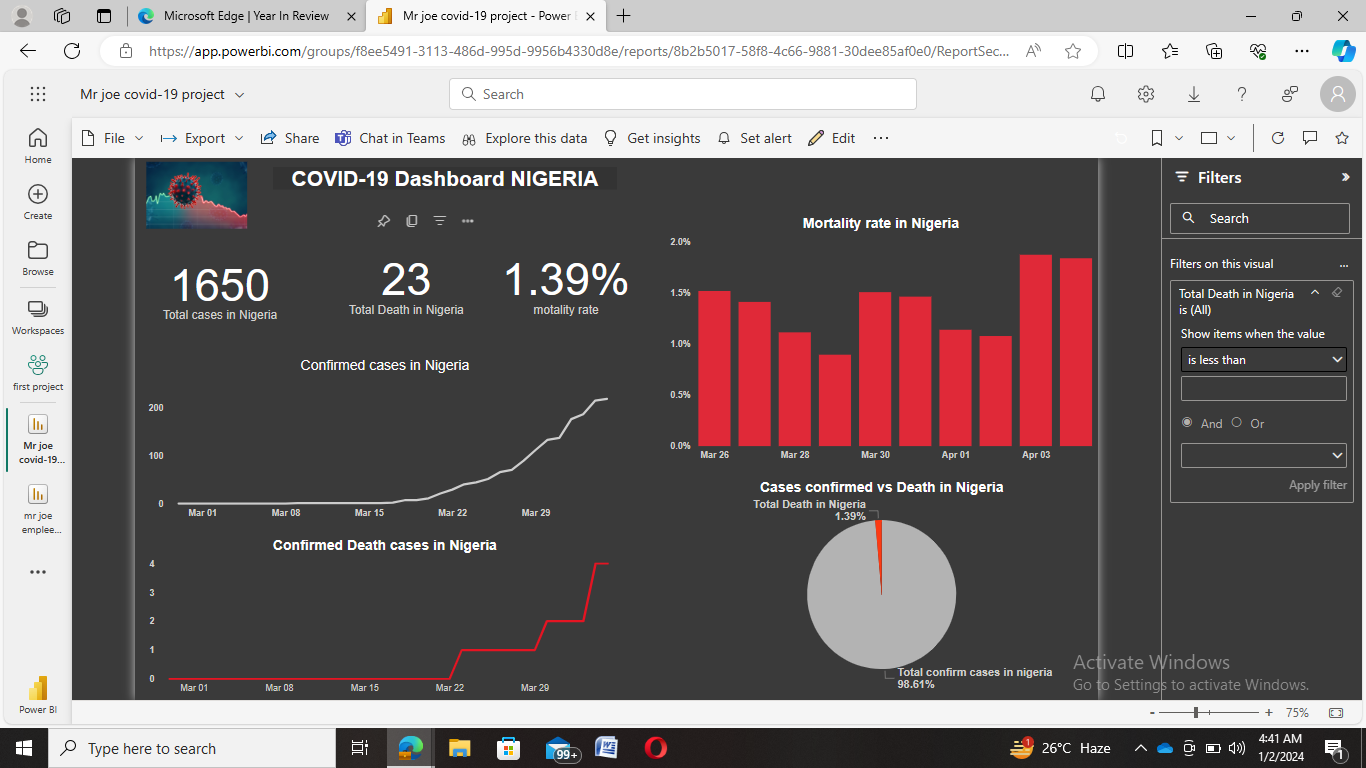 Microsoft Edge | Year In Review
Mr joe covid-19 project - Power
https://app.powerbi.com/groups/f8ee5491-3113-486d-995d-9956b4330d8e/reports/8b2b5017-58f8-4c66-9881-30dee85af0e0/ReportSec...
Mr joe covid-19 project
Search
File
Export
Share
Chat in Teams
Explore this data
Get insights
Set alert
Edit
Home
Create
Browse
Workspaces
first project
Mr joe
covid-19...
mr joe
emplee...
Power BI
COVID-19 Dashboard NIGERIA
1650
Total cases in Nigeria
23
Total Death in Nigeria
1.39%
motality rate
Confirmed cases in Nigeria
200
100
0
Mar 01 Mar 08 Mar 15 Mar 22 Mar 29
Confirmed Death cases in Nigeria
4
3
2
1
0
Mar 01 Mar 08 Mar 15 Mar 22 Mar 29
Mortality rate in Nigeria
2.0%
1.5%
1.0%
0.5%
0.0%
Mar 26 Mar 28 Mar 30 Apr 01 Apr 03
Cases confirmed vs Death in Nigeria
Total Death in Nigeria
1.39%
Total confirm cases in nigeria
98.61%
Filters
Search
Filters on this visual
Total Death in Nigeria
is (All)
Show items when the value
is less than
And Or
Apply filter
Activate Windows
Go to Settings to activate Windows.
- + 75%
Type here to search
99+
1
26°C Haze
4:41 AM
1/2/2024
1